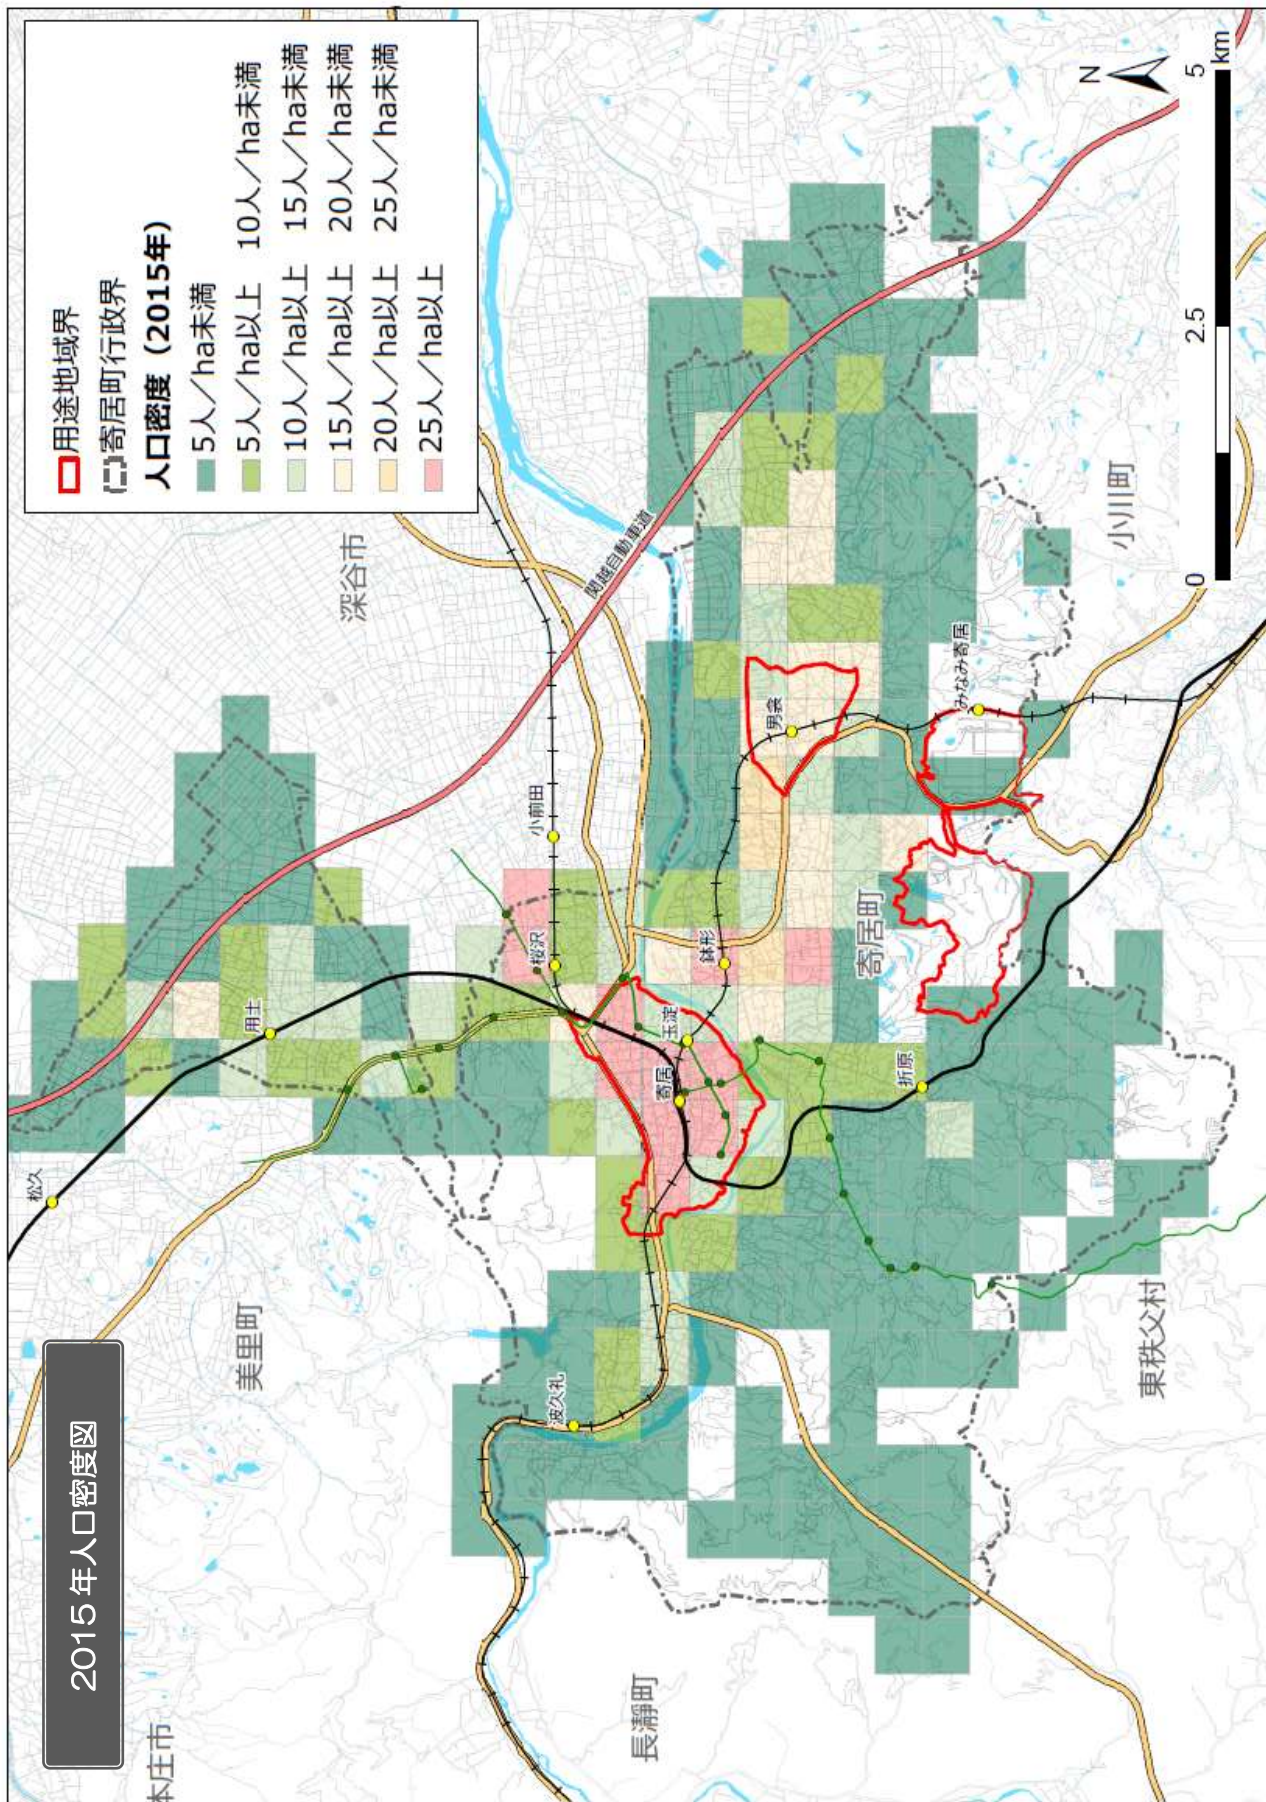 2015年人口密度図
用途地域界
寄居町行政界
人口密度（2015年）
5人／ha未満
5人／ha以上 10人／ha未満
10人／ha以上 15人／ha未満
15人／ha以上 20人／ha未満
20人／ha以上 25人／ha未満
25人／ha以上
本庄市
美里町
深谷市
長瀞町
東秩父村
寄居町
小川町
松久
用土
桜沢
小前田
関越自動車道
波久礼
寄居
玉淀
鉢形
男衾
折原
みなみ寄居
N
0 2.5 5
km